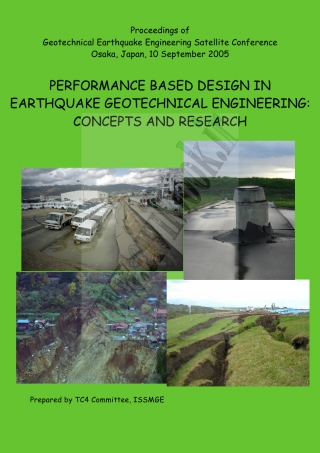 Proceedings of
Geotechnical Earthquake Engineering Satellite Conference
Osaka, Japan, 10 September 2005
PERFORMANCE BASED DESIGN IN
EARTHQUAKE GEOTECHNICAL ENGINEERING:
CONCEPTS AND RESEARCH
Prepared by TC4 Committee, ISSMGE